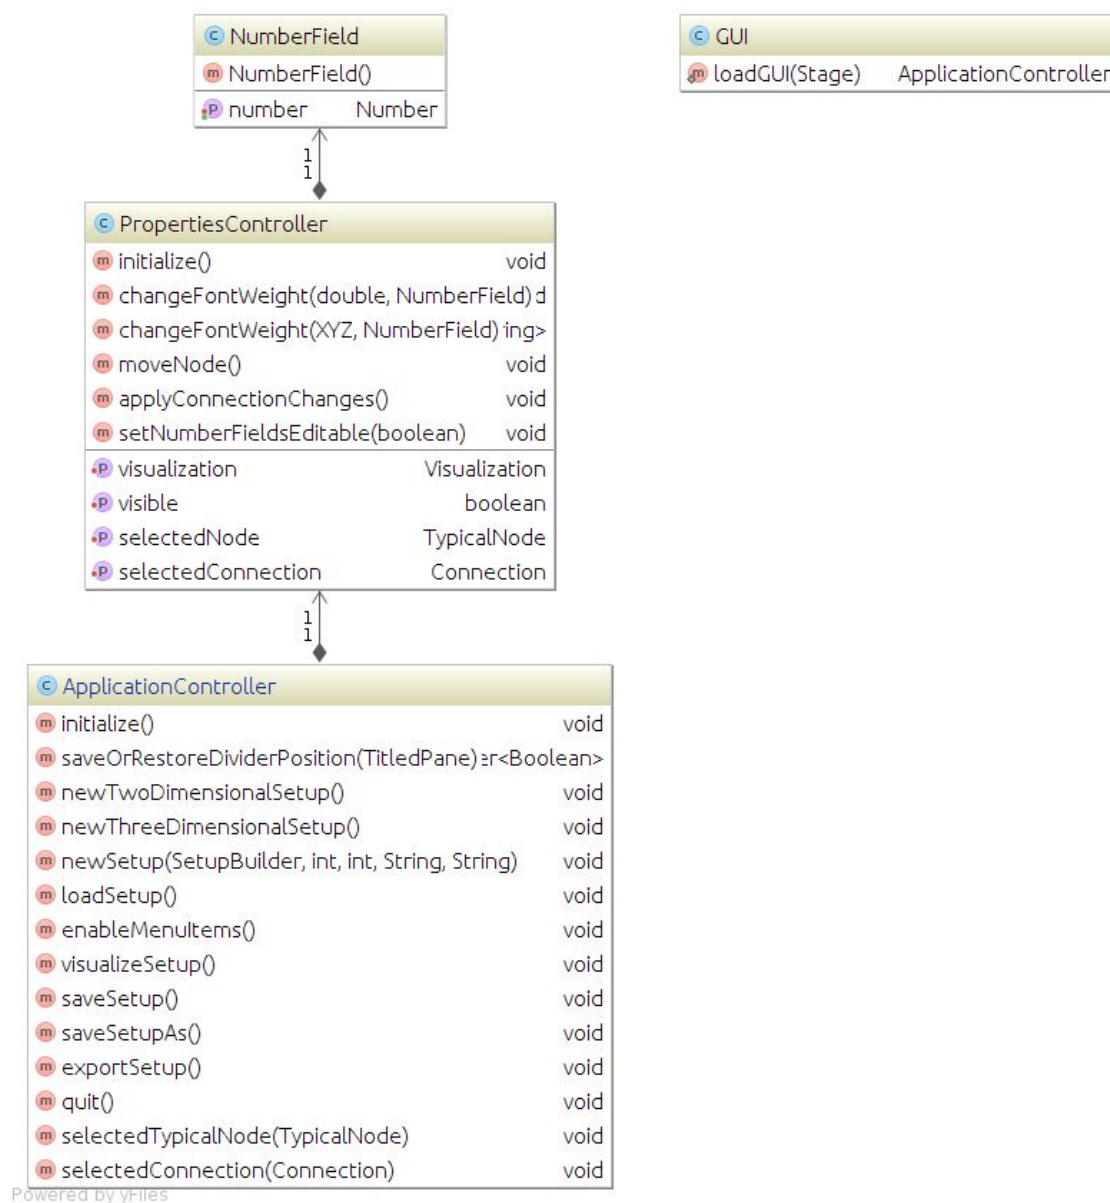 NumberField
NumberField()
number Number
1
1
PropertiesController
initialize() void
changeFontWeight(double, NumberField) d
changeFontWeight(XYZ, NumberField) ing>
moveNode() void
applyConnectionChanges() void
setNumberFieldsEditable(boolean) void
visualization Visualization
visible boolean
selectedNode TypicalNode
selectedConnection Connection
1
1
ApplicationController
initialize() void
saveOrRestoreDividerPosition(TitledPane) er<Boolean>
newTwoDimensionalSetup() void
newThreeDimensionalSetup() void
newSetup(SetupBuilder, int, int, String, String) void
loadSetup() void
enableMenuItems() void
visualizeSetup() void
saveSetup() void
saveSetupAs() void
exportSetup() void
quit() void
selectedTypicalNode(TypicalNode) void
selectedConnection(Connection) void
Powered by yFiles
GUI
loadGUI(Stage) ApplicationController